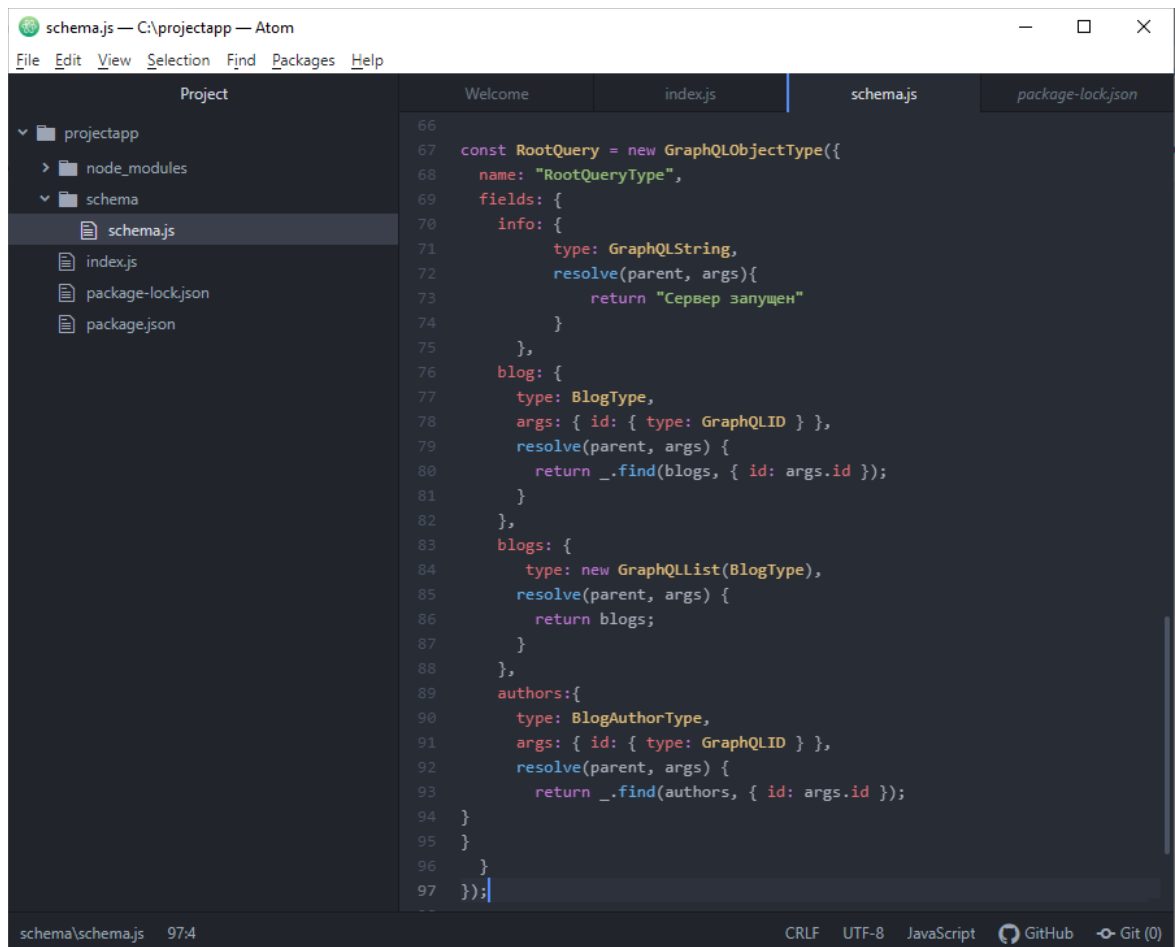 schema.js — C:\projectapp — Atom
File Edit View Selection Find Packages Help
Project
projectapp
node_modules
schema
schema.js
index.js
package-lock.json
package.json
Welcome index.js schema.js package-lock.json
66
67 const RootQuery = new GraphQLObjectType({
68 name: "RootQueryType",
69 fields: {
70 info: {
71 type: GraphQLString,
72 resolve(parent, args){
73 return "Сервер запущен"
74 }
75 },
76 blog: {
77 type: BlogType,
78 args: { id: { type: GraphQLID } },
79 resolve(parent, args) {
80 return _.find(blogs, { id: args.id });
81 }
82 },
83 blogs: {
84 type: new GraphQLList(BlogType),
85 resolve(parent, args) {
86 return blogs;
87 }
88 },
89 authors:{
90 type: BlogAuthorType,
91 args: { id: { type: GraphQLID } },
92 resolve(parent, args) {
93 return _.find(authors, { id: args.id });
94 }
95 }
96 }
97 });
schema\schema.js 97:4 CRLF UTF-8 JavaScript GitHub Git (0)